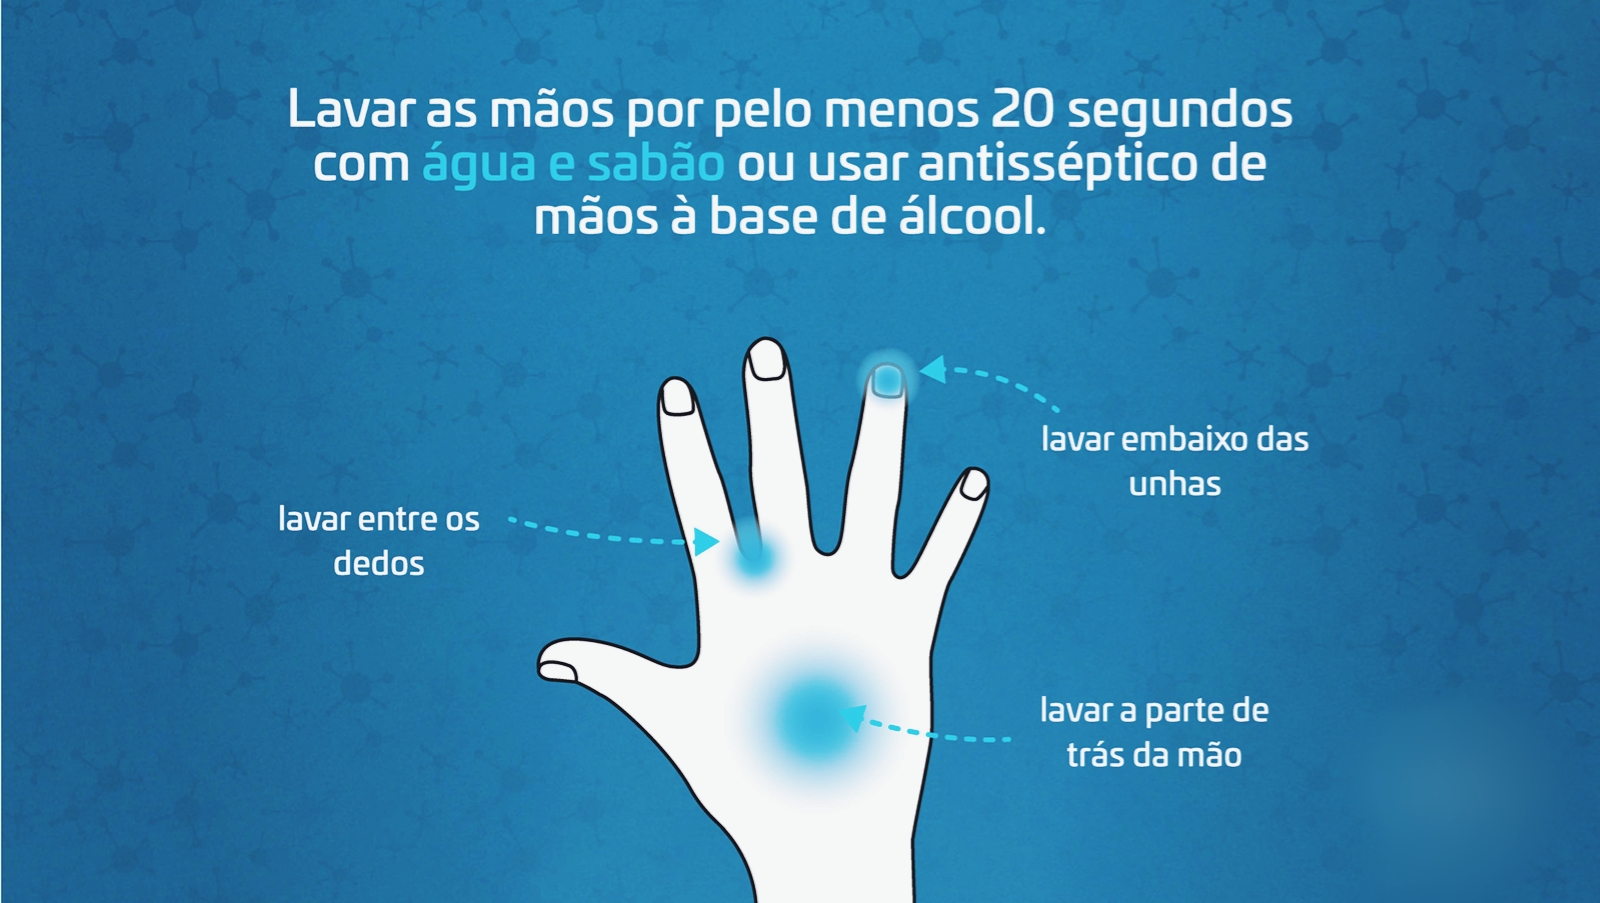 Lavar as mãos por pelo menos 20 segundos
com água e sabão ou usar antisséptico de
mãos à base de álcool.
lavar embaixo das
unhas
lavar entre os
dedos
lavar a parte de
trás da mão